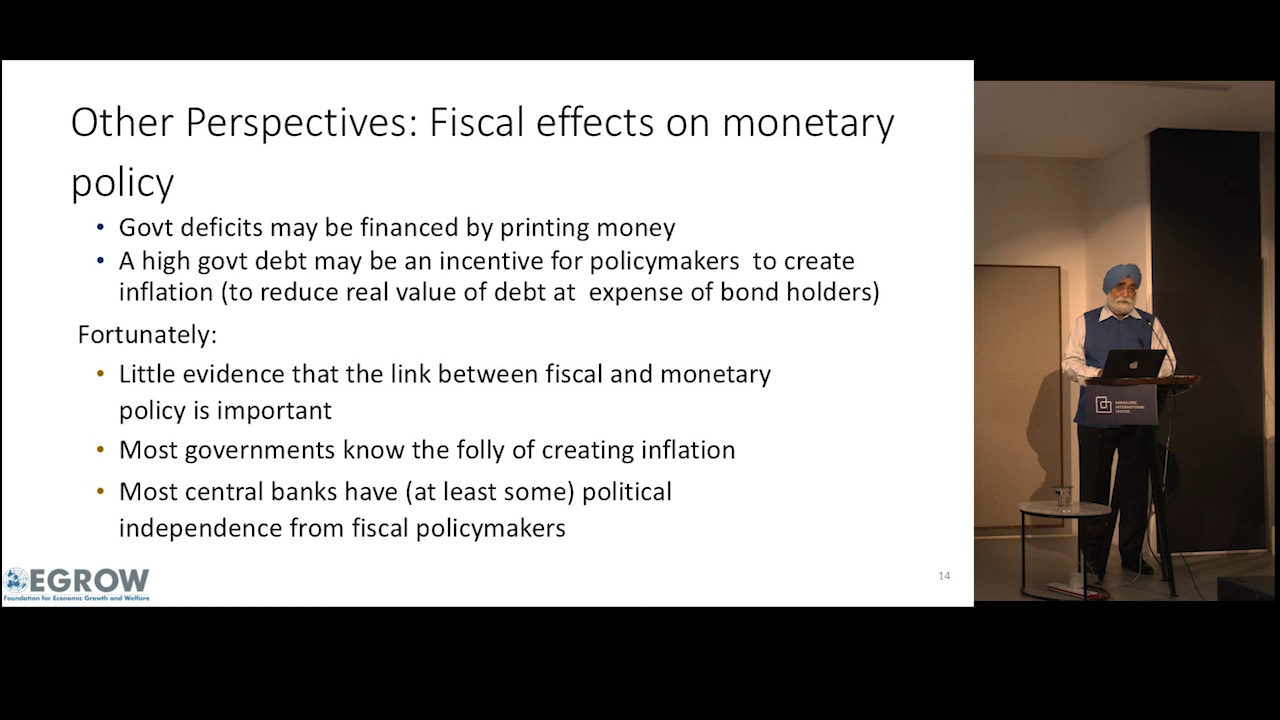 Other Perspectives: Fiscal effects on monetary
policy
• Govt deficits may be financed by printing money
• A high govt debt may be an incentive for policymakers to create
inflation (to reduce real value of debt at expense of bond holders)
Fortunately:
• Little evidence that the link between fiscal and monetary
policy is important
• Most governments know the folly of creating inflation
• Most central banks have (at least some) political
independence from fiscal policymakers
EGROW
Foundation for Economic Growth and Welfare
14
BANGALORE
INTERNATIONAL
CENTRE